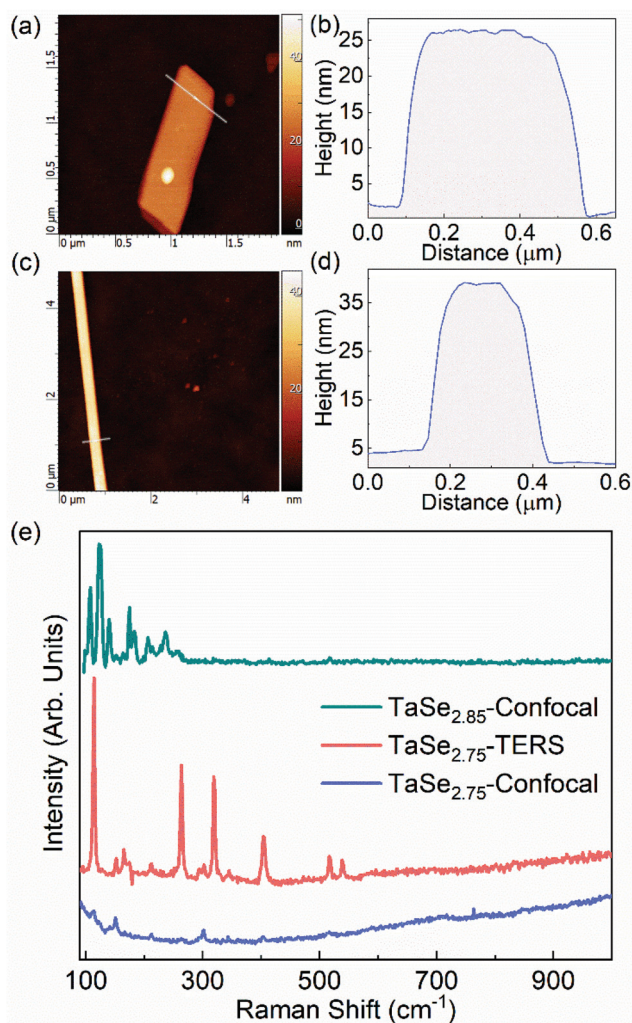 (a)
1.5
1
0.5
0 µm
0 µm
0.5
1
1.5
nm
40
20
0
(b)
Height (nm)
25
20
15
10
5
0.0
0.2
0.4
0.6
Distance (µm)
(c)
4
2
0 µm
0 µm
2
4
nm
40
20
0
(d)
Height (nm)
35
25
15
5
0.0
0.2
0.4
0.6
Distance (µm)
(e)
Intensity (Arb. Units)
TaSe2.85-Confocal
TaSe2.75-TERS
TaSe2.75-Confocal
100
300
500
700
900
Raman Shift (cm-1)